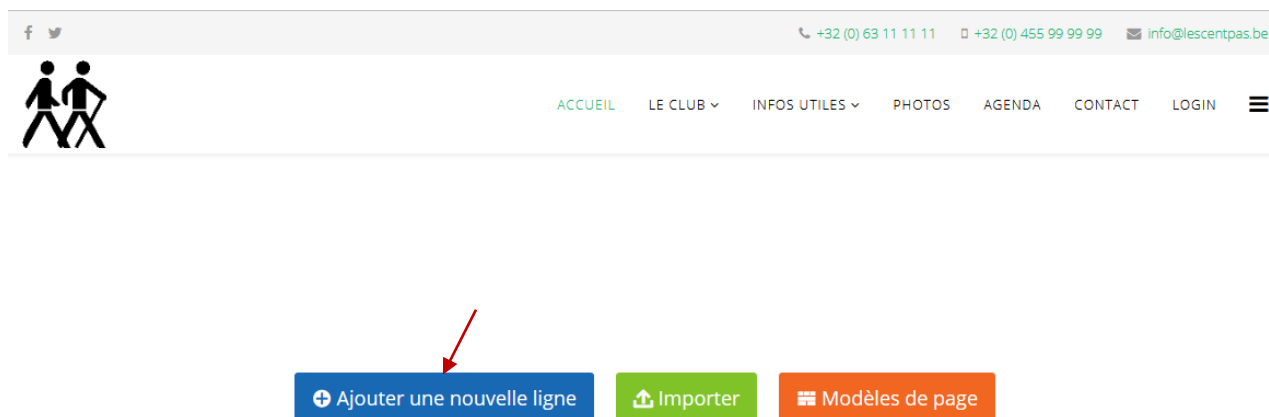 +32 (0) 63 11 11 11 +32 (0) 455 99 99 99 info@lescentpas.be
ACCUEIL LE CLUB INFOS UTILES PHOTOS AGENDA CONTACT LOGIN
Ajouter une nouvelle ligne Importer Modèles de page